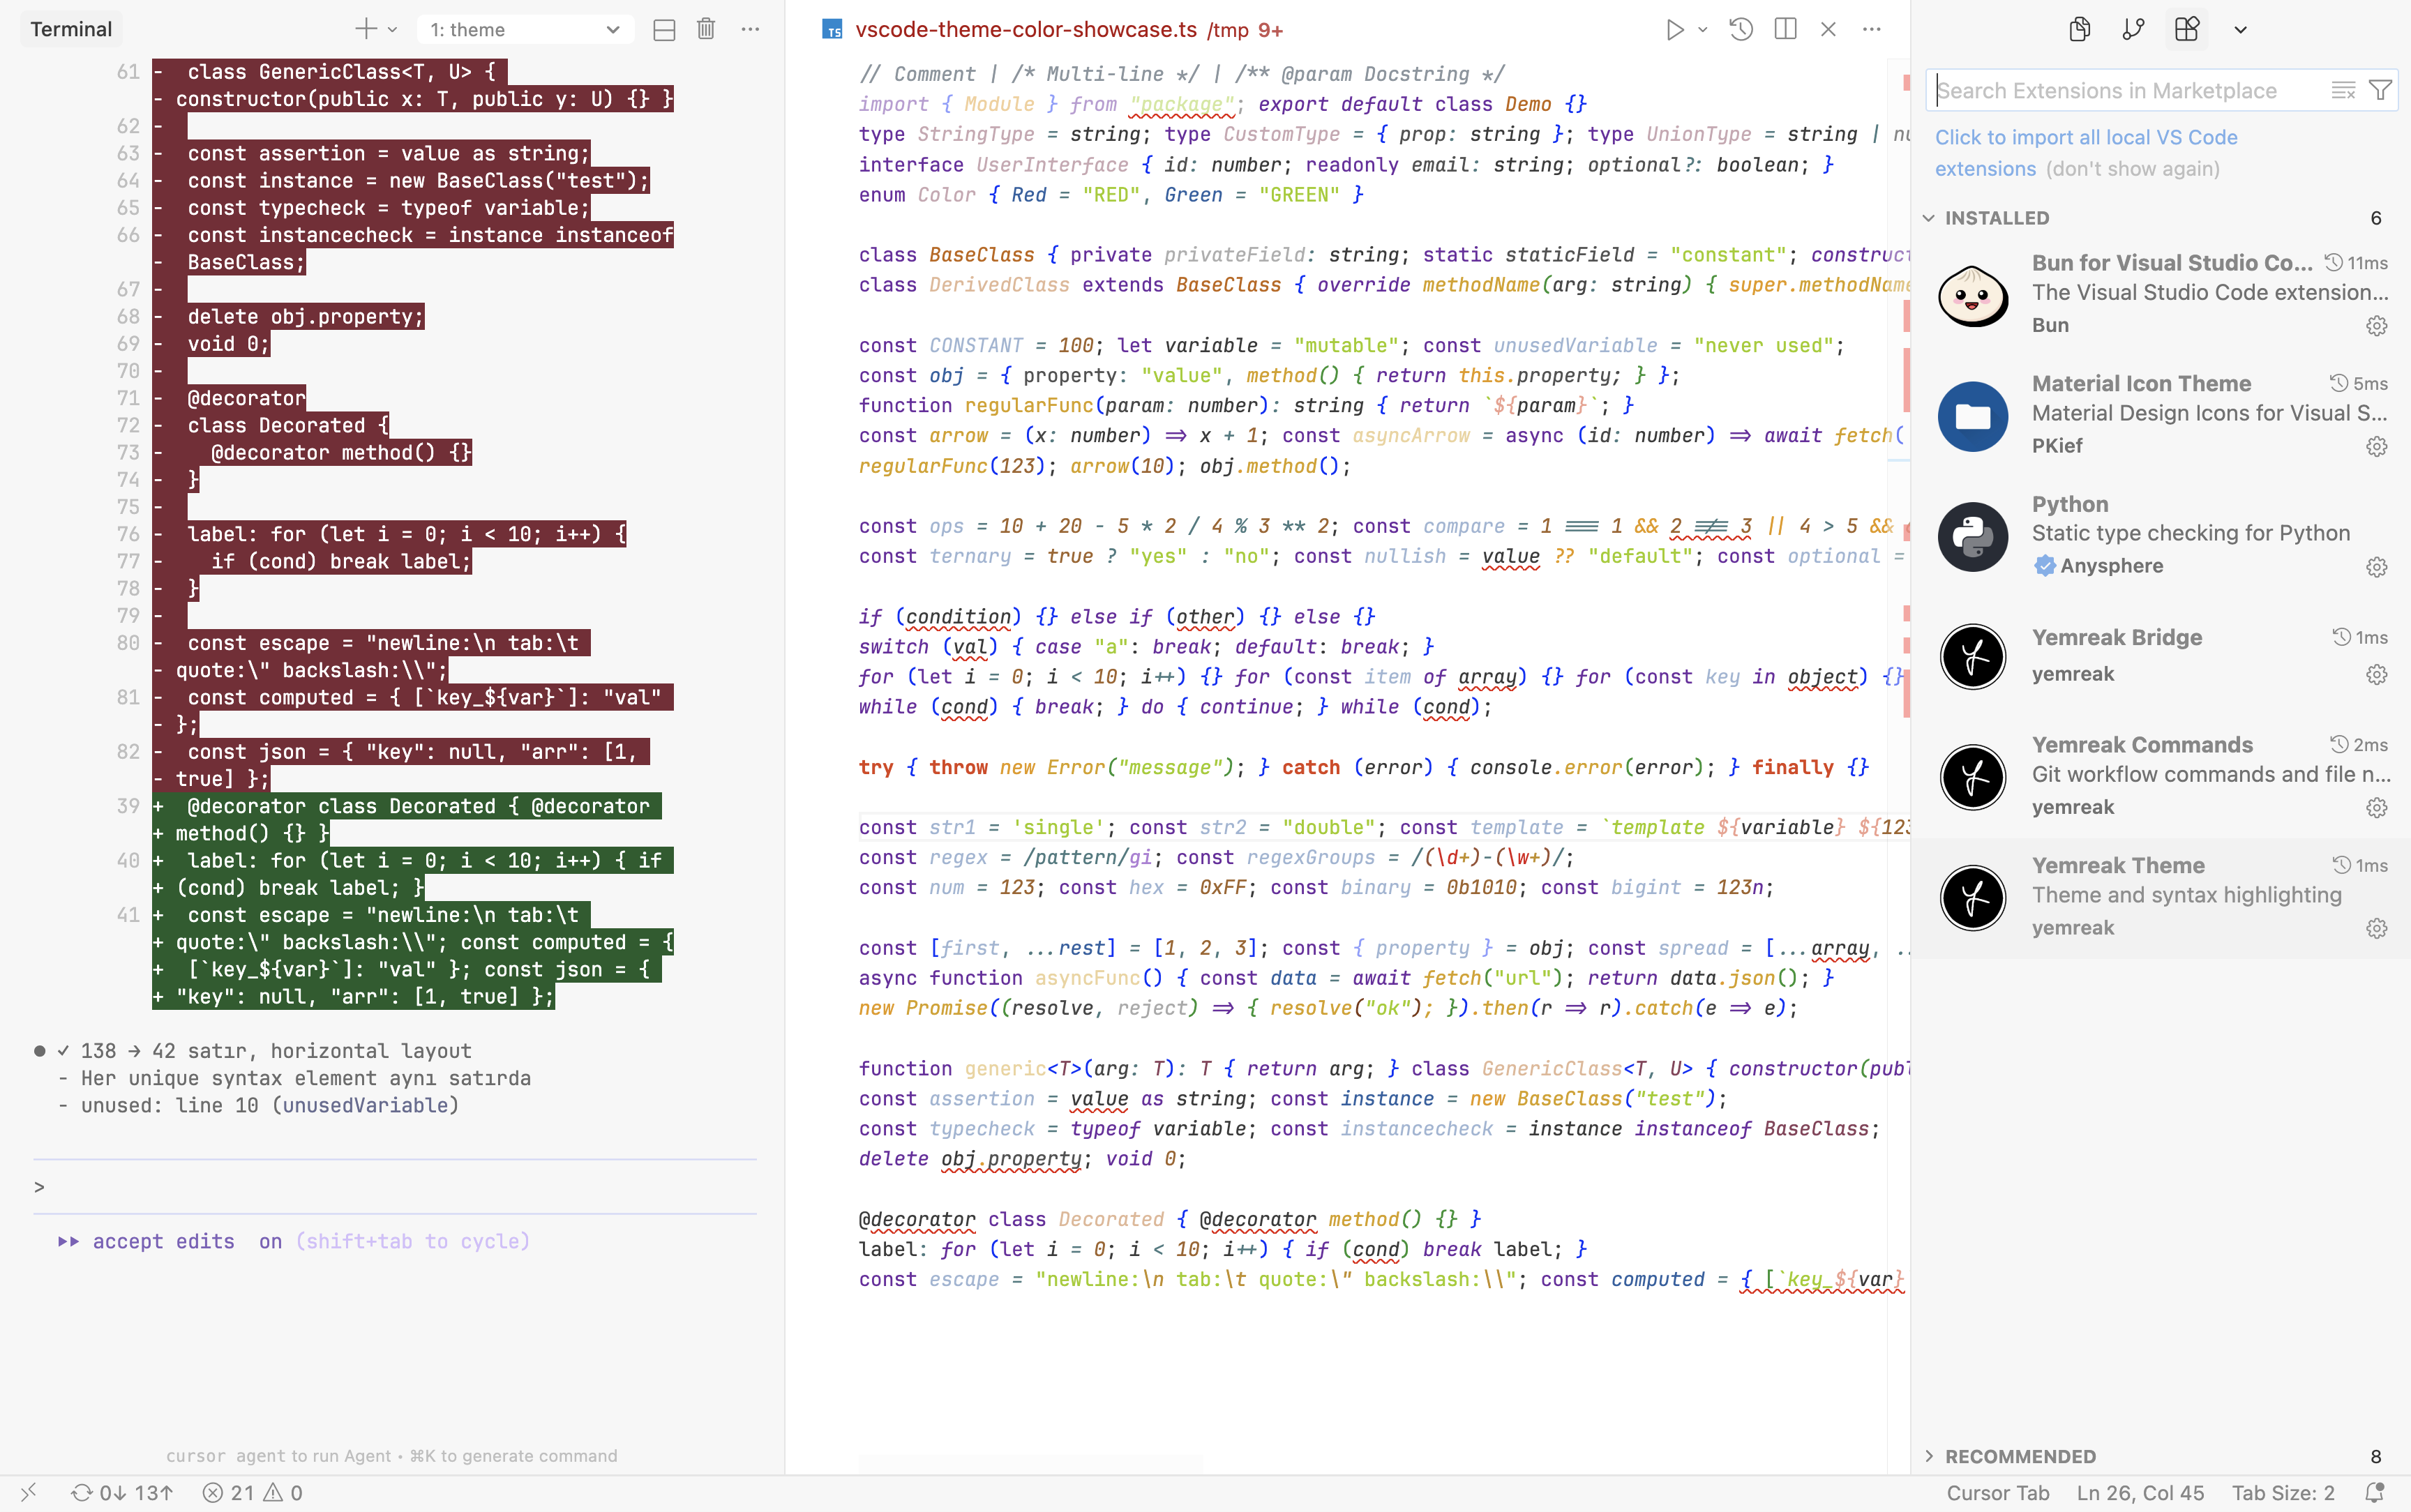 Terminal
1: theme
61 -  class GenericClass<T, U> {
- constructor(public x: T, public y: U) {} }
62 -
63 -  const assertion = value as string;
64 -  const instance = new BaseClass("test");
65 -  const typecheck = typeof variable;
66 -  const instancecheck = instance instanceof
-  BaseClass;
67 -
68 -  delete obj.property;
69 -  void 0;
70 -
71 -  @decorator
72 -  class Decorated {
73 -    @decorator method() {}
74 -  }
75 -
76 -  label: for (let i = 0; i < 10; i++) {
77 -    if (cond) break label;
78 -  }
79 -
80 -  const escape = "newline:\n tab:\t
- quote:\" backslash:\\";
81 -  const computed = { [`key_${var}`]: "val"
- };
82 -  const json = { "key": null, "arr": [1,
- true] };
39 +  @decorator class Decorated { @decorator
+ method() {} }
40 +  label: for (let i = 0; i < 10; i++) { if
+ (cond) break label; }
41 +  const escape = "newline:\n tab:\t
+ quote:\" backslash:\\"; const computed = {
+  [`key_${var}`]: "val" }; const json = {
+ "key": null, "arr": [1, true] };
● ✓ 138 → 42 satır, horizontal layout
- Her unique syntax element aynı satırda
- unused: line 10 (unusedVariable)
>
▸▸ accept edits  on (shift+tab to cycle)
cursor agent to run Agent • ⌘K to generate command
TS vscode-theme-color-showcase.ts /tmp 9+
// Comment | /* Multi-line */ | /** @param Docstring */
import { Module } from "package"; export default class Demo {}
type StringType = string; type CustomType = { prop: string }; type UnionType = string | nu
interface UserInterface { id: number; readonly email: string; optional?: boolean; }
enum Color { Red = "RED", Green = "GREEN" }
class BaseClass { private privateField: string; static staticField = "constant"; construct
class DerivedClass extends BaseClass { override methodName(arg: string) { super.methodName
const CONSTANT = 100; let variable = "mutable"; const unusedVariable = "never used";
const obj = { property: "value", method() { return this.property; } };
function regularFunc(param: number): string { return `${param}`; }
const arrow = (x: number) => x + 1; const asyncArrow = async (id: number) => await fetch(
regularFunc(123); arrow(10); obj.method();
const ops = 10 + 20 - 5 * 2 / 4 % 3 ** 2; const compare = 1 === 1 && 2 !== 3 || 4 > 5 &&
const ternary = true ? "yes" : "no"; const nullish = value ?? "default"; const optional =
if (condition) {} else if (other) {} else {}
switch (val) { case "a": break; default: break; }
for (let i = 0; i < 10; i++) {} for (const item of array) {} for (const key in object) {}
while (cond) { break; } do { continue; } while (cond);
try { throw new Error("message"); } catch (error) { console.error(error); } finally {}
const str1 = 'single'; const str2 = "double"; const template = `template ${variable} ${123
const regex = /pattern/gi; const regexGroups = /(\d+)-(\w+)/;
const num = 123; const hex = 0xFF; const binary = 0b1010; const bigint = 123n;
const [first, ...rest] = [1, 2, 3]; const { property } = obj; const spread = [...array, ..
async function asyncFunc() { const data = await fetch("url"); return data.json(); }
new Promise((resolve, reject) => { resolve("ok"); }).then(r => r).catch(e => e);
function generic<T>(arg: T): T { return arg; } class GenericClass<T, U> { constructor(publ
const assertion = value as string; const instance = new BaseClass("test");
const typecheck = typeof variable; const instancecheck = instance instanceof BaseClass;
delete obj.property; void 0;
@decorator class Decorated { @decorator method() {} }
label: for (let i = 0; i < 10; i++) { if (cond) break label; }
const escape = "newline:\n tab:\t quote:\" backslash:\\"; const computed = { [`key_${var}
Search Extensions in Marketplace
Click to import all local VS Code
extensions (don't show again)
INSTALLED 6
Bun for Visual Studio Co... 11ms
The Visual Studio Code extension...
Bun
Material Icon Theme 5ms
Material Design Icons for Visual S...
PKief
Python
Static type checking for Python
Anysphere
Yemreak Bridge 1ms
yemreak
Yemreak Commands 2ms
Git workflow commands and file n...
yemreak
Yemreak Theme 1ms
Theme and syntax highlighting
yemreak
RECOMMENDED 8
0↓ 13↑ 21 0
Cursor Tab Ln 26, Col 45 Tab Size: 2